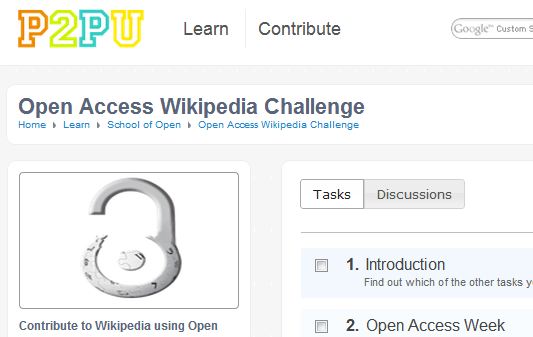 P2PU
Learn
Contribute
Google™ Custom S
Open Access Wikipedia Challenge
Home Learn School of Open Open Access Wikipedia Challenge
Tasks
Discussions
1. Introduction
Find out which of the other tasks
2. Open Access Week
Contribute to Wikipedia using Open